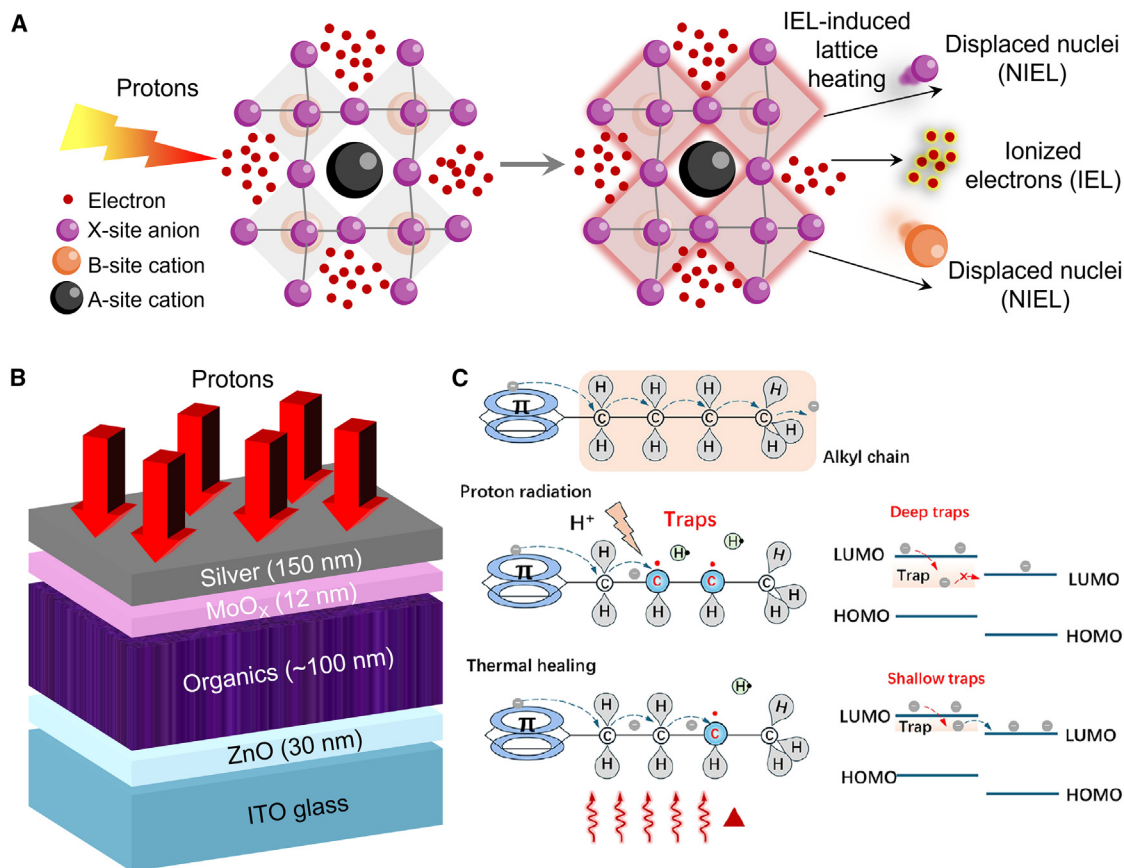 A
Protons
Electron
X-site anion
B-site cation
A-site cation
IEL-induced
lattice
heating
Displaced nuclei
(NIEL)
Ionized
electrons (IEL)
Displaced nuclei
(NIEL)
B
Protons
Silver (150 nm)
MoOₓ (12 nm)
Organics (~100 nm)
ZnO (30 nm)
ITO glass
C
π
H H H H
C C C C
H H H H H
Alkyl chain
Proton radiation
H⁺
Traps
H• H•
π
H H
C C C C
H H H H H
Deep traps
LUMO
Trap
LUMO
HOMO
HOMO
Thermal healing
H•
π
H H H
C C C C
H H H H H
Shallow traps
LUMO
Trap
LUMO
HOMO
HOMO